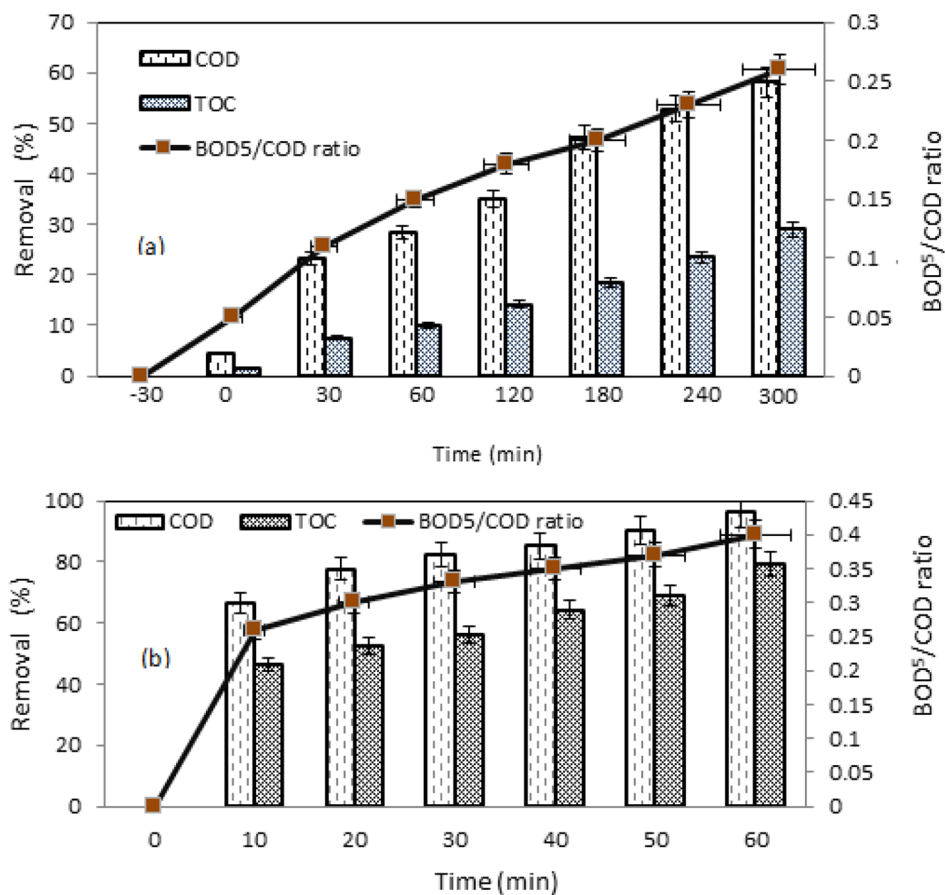 70
60
50
40
30
20
10
0
Removal (%)
COD
TOC
BOD5/COD ratio
(a)
0.3
0.25
0.2
0.15
0.1
0.05
0
BOD⁵/COD ratio
-30 0 30 60 120 180 240 300
Time (min)
100
80
60
40
20
0
Removal (%)
COD TOC BOD5/COD ratio
(b)
0.45
0.4
0.35
0.3
0.25
0.2
0.15
0.1
0.05
0
BOD⁵/COD ratio
0 10 20 30 40 50 60
Time (min)